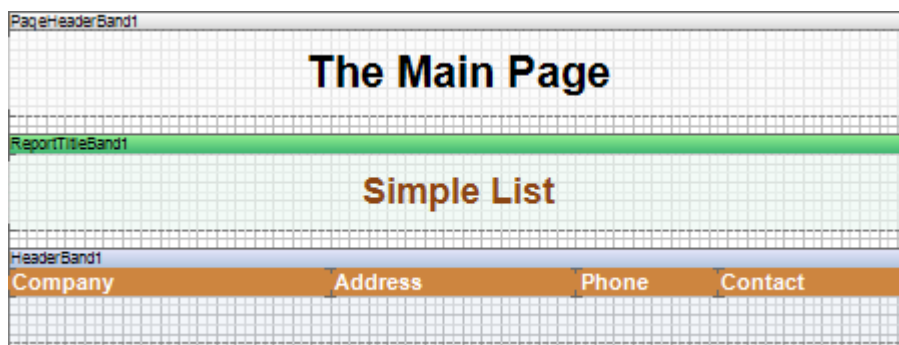 PageHeaderBand1
The Main Page
ReportTitleBand1
Simple List
HeaderBand1
Company Address Phone Contact